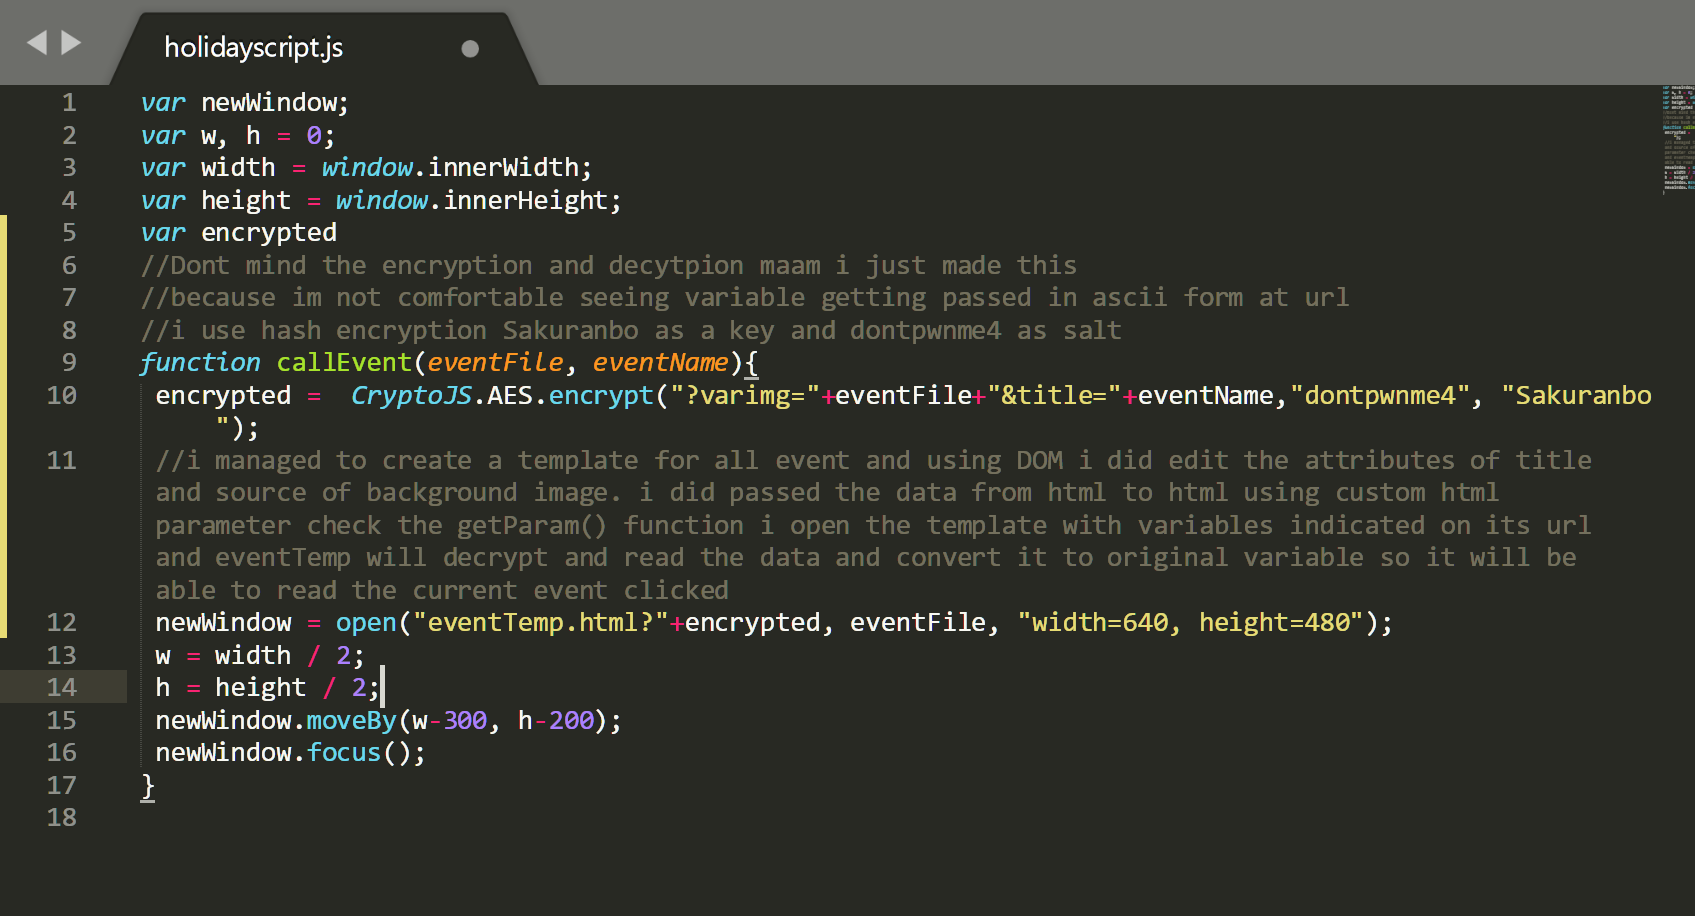 holidayscript.js
1 var newWindow;
2 var w, h = 0;
3 var width = window.innerWidth;
4 var height = window.innerHeight;
5 var encrypted
6 //Dont mind the encryption and decytpion maam i just made this
7 //because im not comfortable seeing variable getting passed in ascii form at url
8 //i use hash encryption Sakuranbo as a key and dontpwnme4 as salt
9 function callEvent(eventFile, eventName){
10 encrypted =  CryptoJS.AES.encrypt("?varimg="+eventFile+"&title="+eventName,"dontpwnme4", "Sakuranbo
");
11 //i managed to create a template for all event and using DOM i did edit the attributes of title
and source of background image. i did passed the data from html to html using custom html
parameter check the getParam() function i open the template with variables indicated on its url
and eventTemp will decrypt and read the data and convert it to original variable so it will be
able to read the current event clicked
12 newWindow = open("eventTemp.html?"+encrypted, eventFile, "width=640, height=480");
13 w = width / 2;
14 h = height / 2;
15 newWindow.moveBy(w-300, h-200);
16 newWindow.focus();
17 }
18